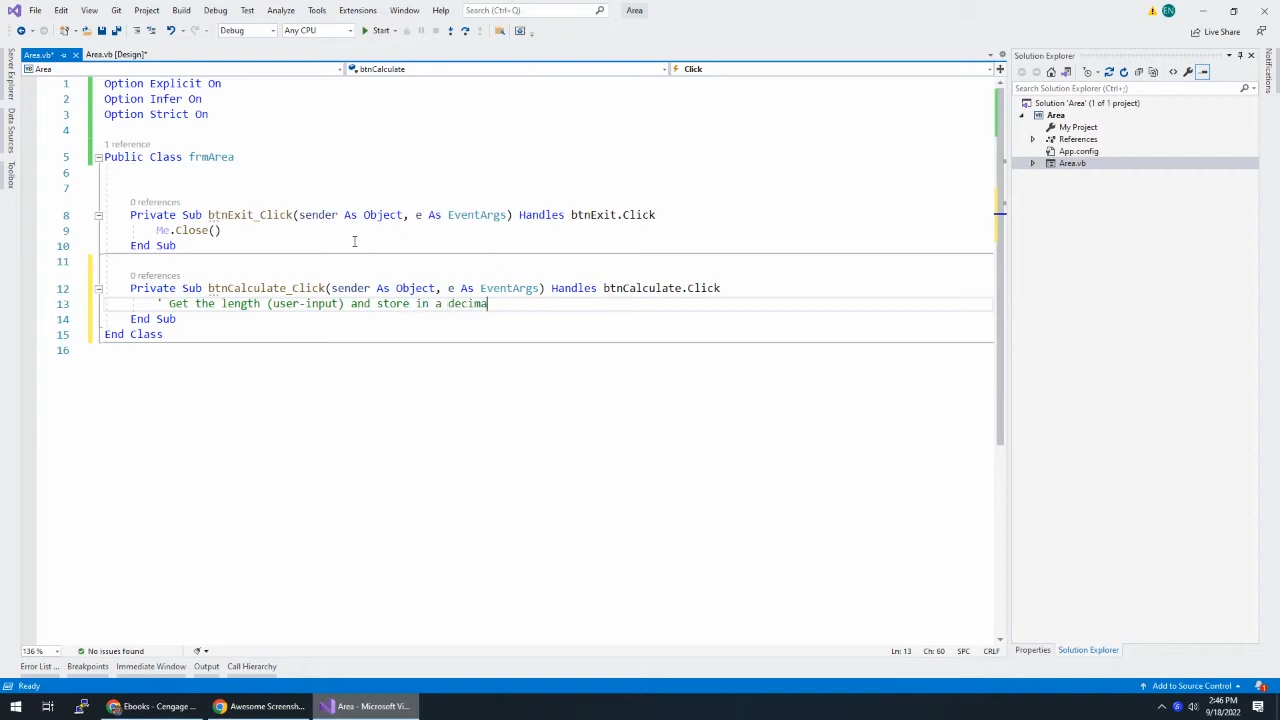 File Edit View Git Project Build Debug Test Analyze Tools Extensions Window Help Search (Ctrl+Q) Area EN
Debug Any CPU Start Live Share
Area.vb* Area.vb [Design]*
Area btnCalculate Click
Server Explorer
Data Sources
Toolbox
1 Option Explicit On
2 Option Infer On
3 Option Strict On
4
1 reference
5 Public Class frmArea
6
7
0 references
8 Private Sub btnExit_Click(sender As Object, e As EventArgs) Handles btnExit.Click
9 Me.Close()
10 End Sub
11
0 references
12 Private Sub btnCalculate_Click(sender As Object, e As EventArgs) Handles btnCalculate.Click
13 ' Get the length (user-input) and store in a decima
14 End Sub
15 End Class
16
Solution Explorer
Search Solution Explorer (Ctrl+;)
Solution 'Area' (1 of 1 project)
Area
My Project
References
App.config
Area.vb
Notifications
136 % No issues found Ln: 13 Ch: 60 SPC CRLF
Properties Solution Explorer
Error List ... Breakpoints Immediate Window Output Call Hierarchy
Ready Add to Source Control 1
Ebooks - Cengage ... Awesome Screensh... Area - Microsoft Vi...
2:46 PM
9/18/2022